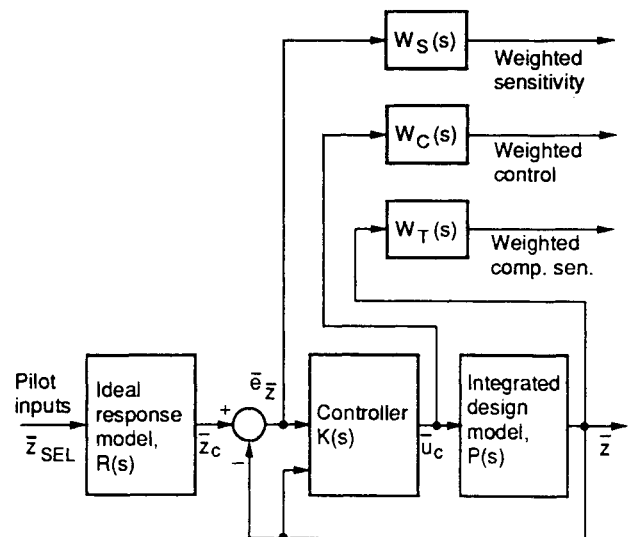 W_S(s)
Weighted
sensitivity
W_C(s)
Weighted
control
W_T(s)
Weighted
comp. sen.
Pilot
inputs
z̄_SEL
Ideal
response
model,
R(s)
z̄_c
+
−
ē_z̄
Controller
K(s)
ū_c
Integrated
design
model,
P(s)
z̄